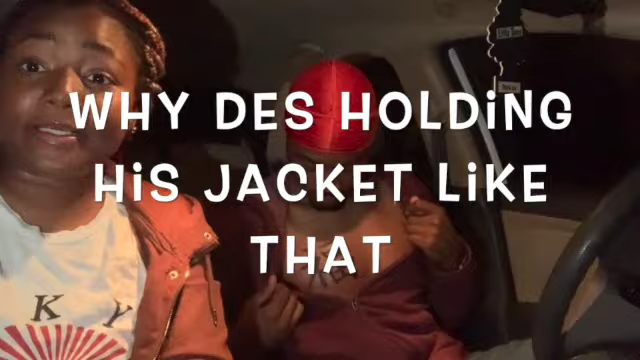 WHY DES HOLDING
HIS JACKET LIKE
THAT
K Y